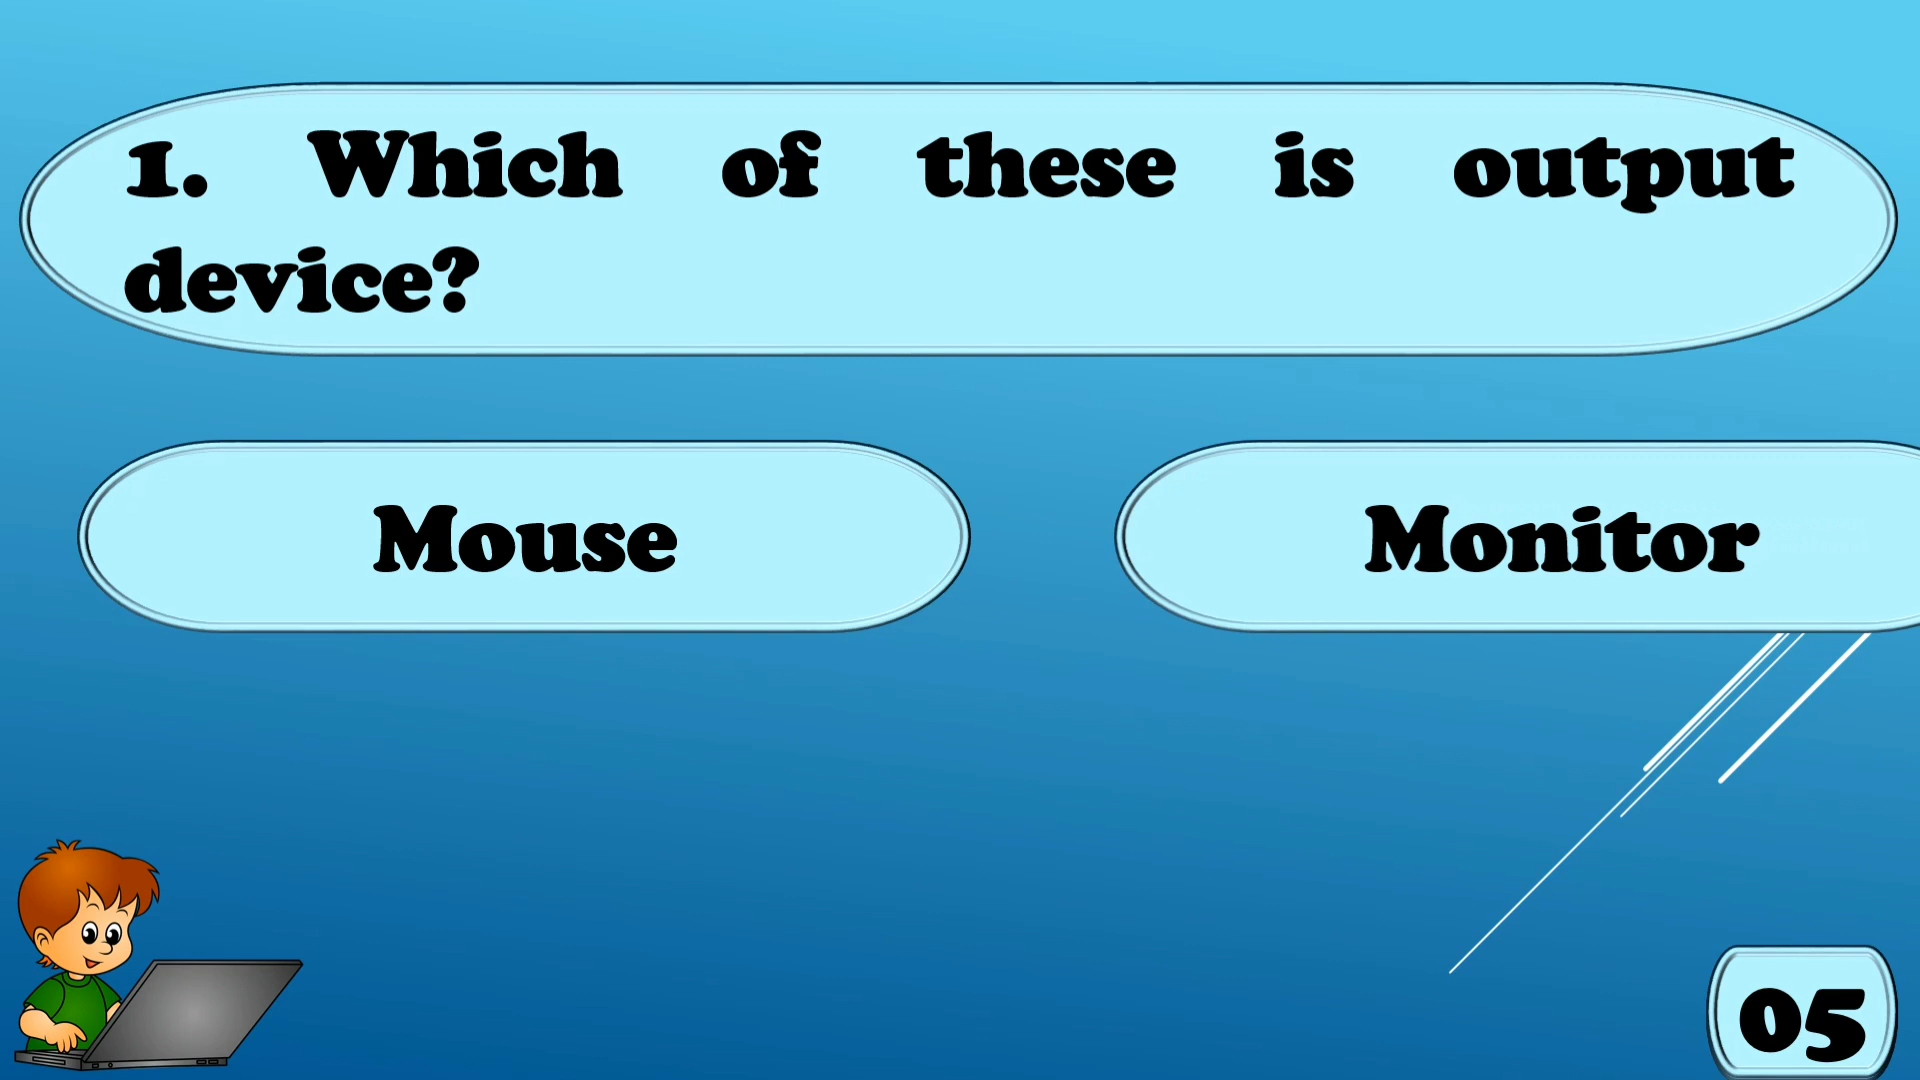 1. Which of these is output
device?
Mouse
Monitor
05